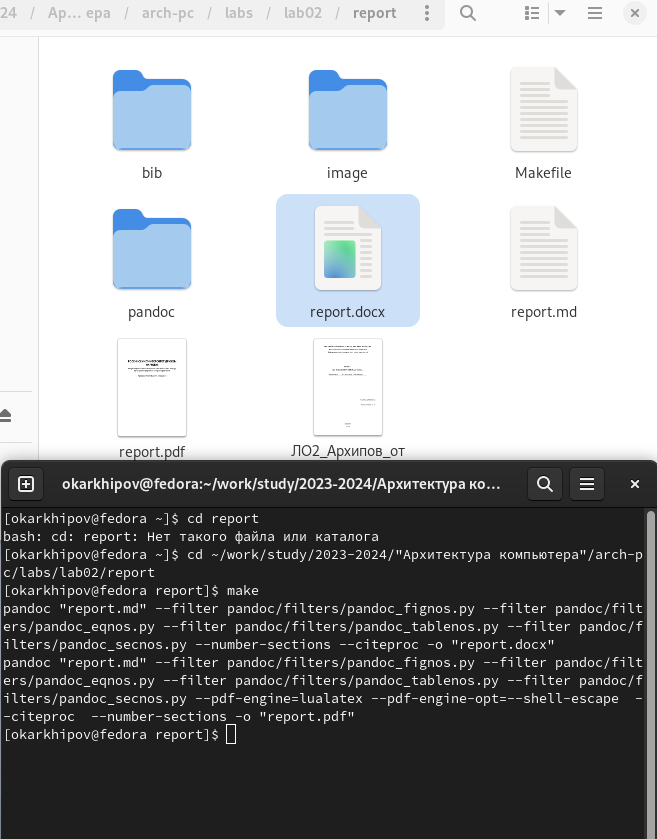 24 / Ap... epa / arch-pc / labs / lab02 / report
bib
image
Makefile
pandoc
report.docx
report.md
report.pdf
ЛО2_Архипов_от
okarkhipov@fedora:~/work/study/2023-2024/Архитектура ко...
[okarkhipov@fedora ~]$ cd report
bash: cd: report: Нет такого файла или каталога
[okarkhipov@fedora ~]$ cd ~/work/study/2023-2024/"Архитектура компьютера"/arch-p
c/labs/lab02/report
[okarkhipov@fedora report]$ make
pandoc "report.md" --filter pandoc/filters/pandoc_fignos.py --filter pandoc/filt
ers/pandoc_eqnos.py --filter pandoc/filters/pandoc_tablenos.py --filter pandoc/f
ilters/pandoc_secnos.py --number-sections --citeproc -o "report.docx"
pandoc "report.md" --filter pandoc/filters/pandoc_fignos.py --filter pandoc/filt
ers/pandoc_eqnos.py --filter pandoc/filters/pandoc_tablenos.py --filter pandoc/f
ilters/pandoc_secnos.py --pdf-engine=lualatex --pdf-engine-opt=--shell-escape  -
-citeproc  --number-sections -o "report.pdf"
[okarkhipov@fedora report]$